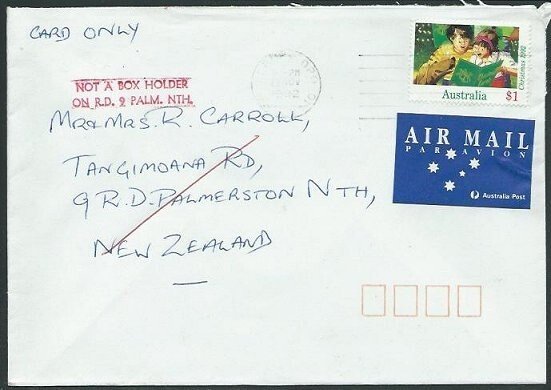 CARD ONLY
NOT A BOX HOLDER
ON R.D. 9 PALM. NTH.
Christmas 1992
Australia $1
AIR MAIL
PAR AVION
Australia Post
MR & MRS. R. CARROLL,
TANGIMOANA RD,
9 R.D. PALMERSTON NTH,
NEW ZEALAND